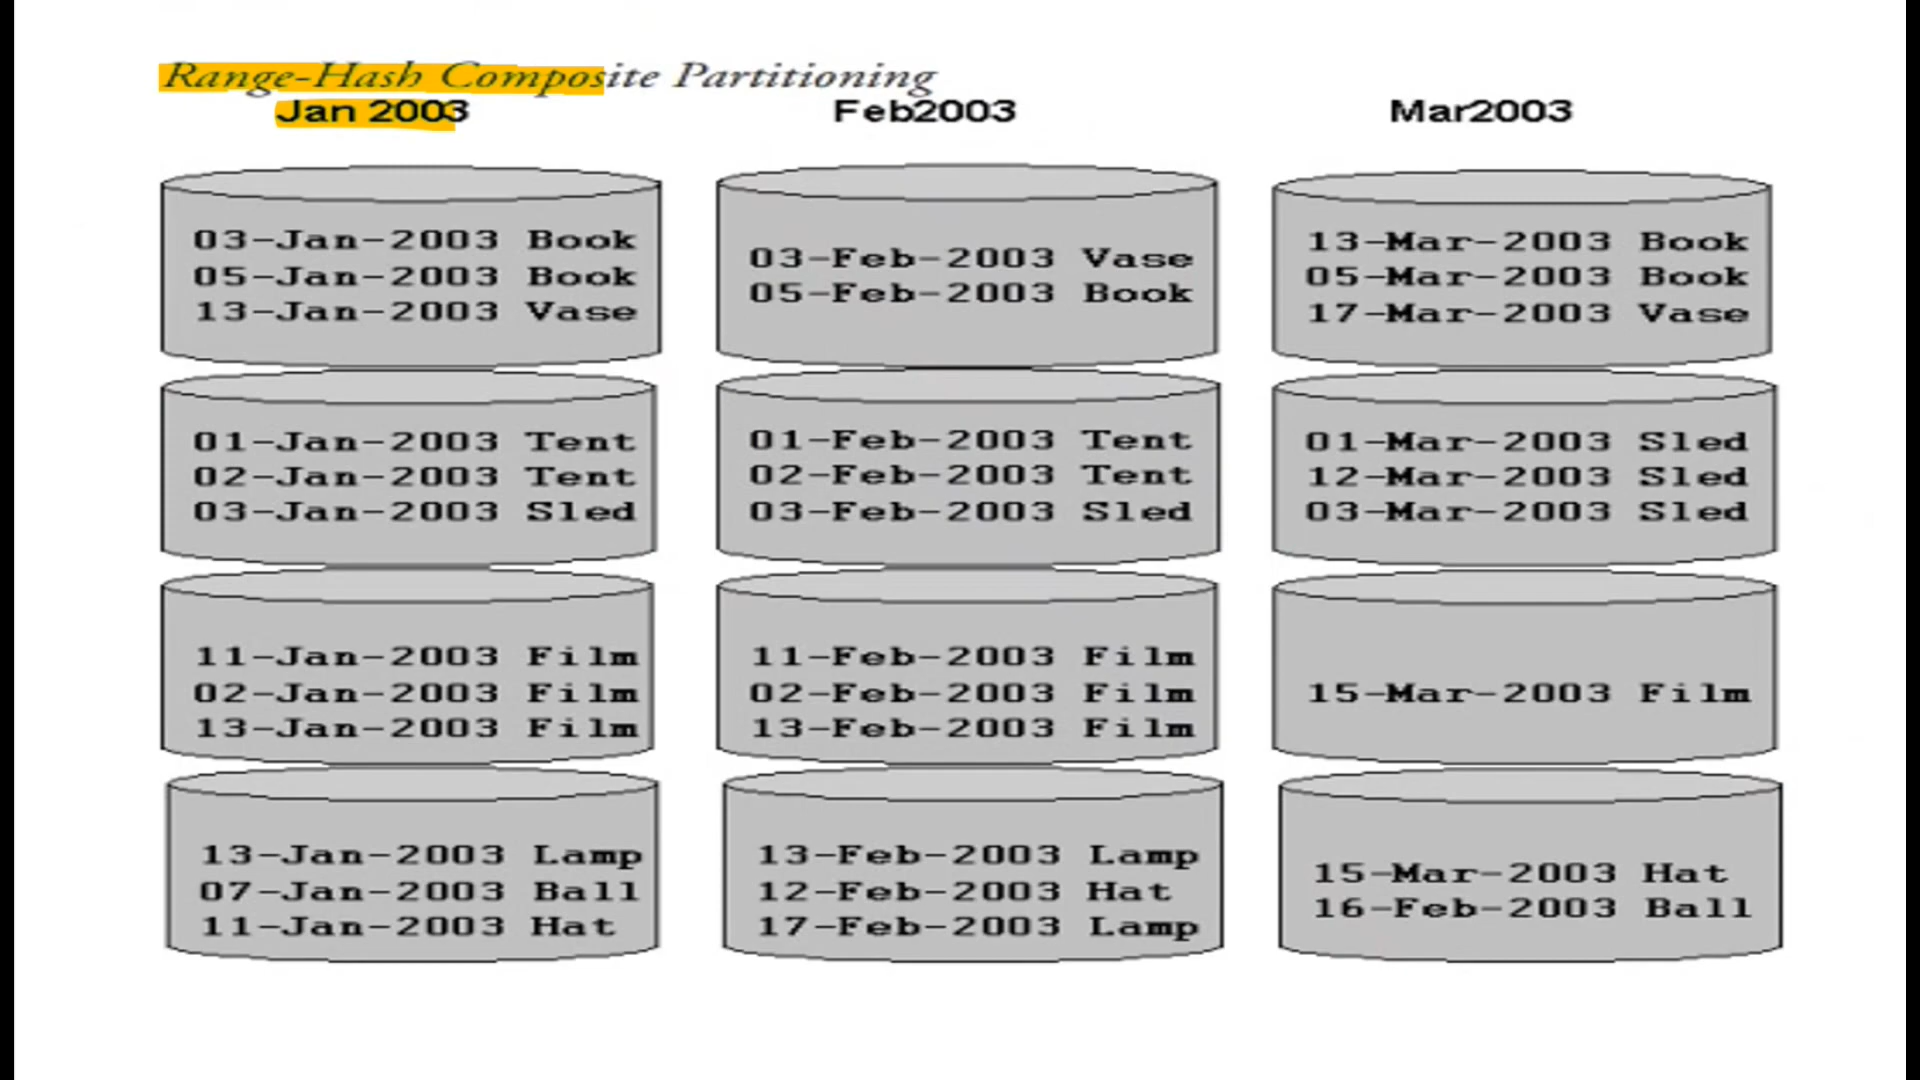 Range-Hash Composite Partitioning
Jan 2003
Feb2003
Mar2003
03-Jan-2003 Book
05-Jan-2003 Book
13-Jan-2003 Vase
03-Feb-2003 Vase
05-Feb-2003 Book
13-Mar-2003 Book
05-Mar-2003 Book
17-Mar-2003 Vase
01-Jan-2003 Tent
02-Jan-2003 Tent
03-Jan-2003 Sled
01-Feb-2003 Tent
02-Feb-2003 Tent
03-Feb-2003 Sled
01-Mar-2003 Sled
12-Mar-2003 Sled
03-Mar-2003 Sled
11-Jan-2003 Film
02-Jan-2003 Film
13-Jan-2003 Film
11-Feb-2003 Film
02-Feb-2003 Film
13-Feb-2003 Film
15-Mar-2003 Film
13-Jan-2003 Lamp
07-Jan-2003 Ball
11-Jan-2003 Hat
13-Feb-2003 Lamp
12-Feb-2003 Hat
17-Feb-2003 Lamp
15-Mar-2003 Hat
16-Feb-2003 Ball